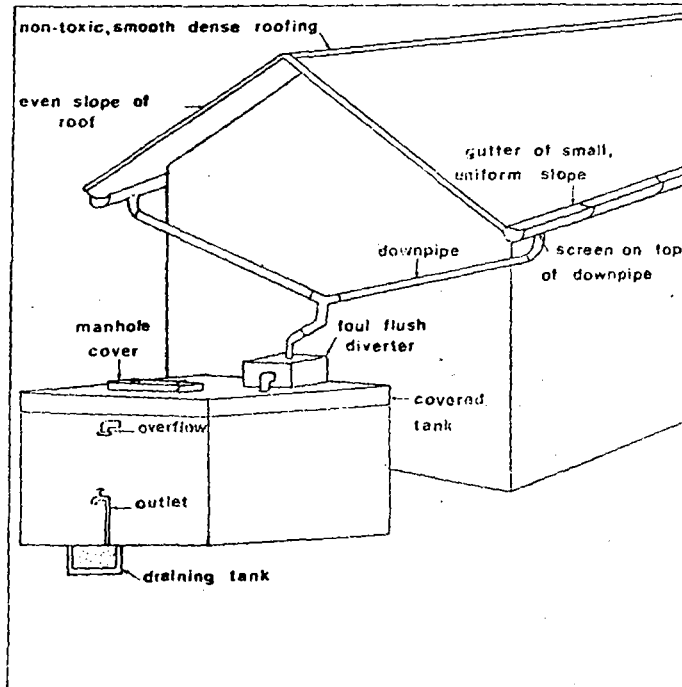 non-toxic, smooth dense roofing
even slope of
roof
gutter of small,
uniform slope
downpipe
screen on top
of downpipe
manhole
cover
foul flush
diverter
covered
tank
overflow
outlet
draining tank